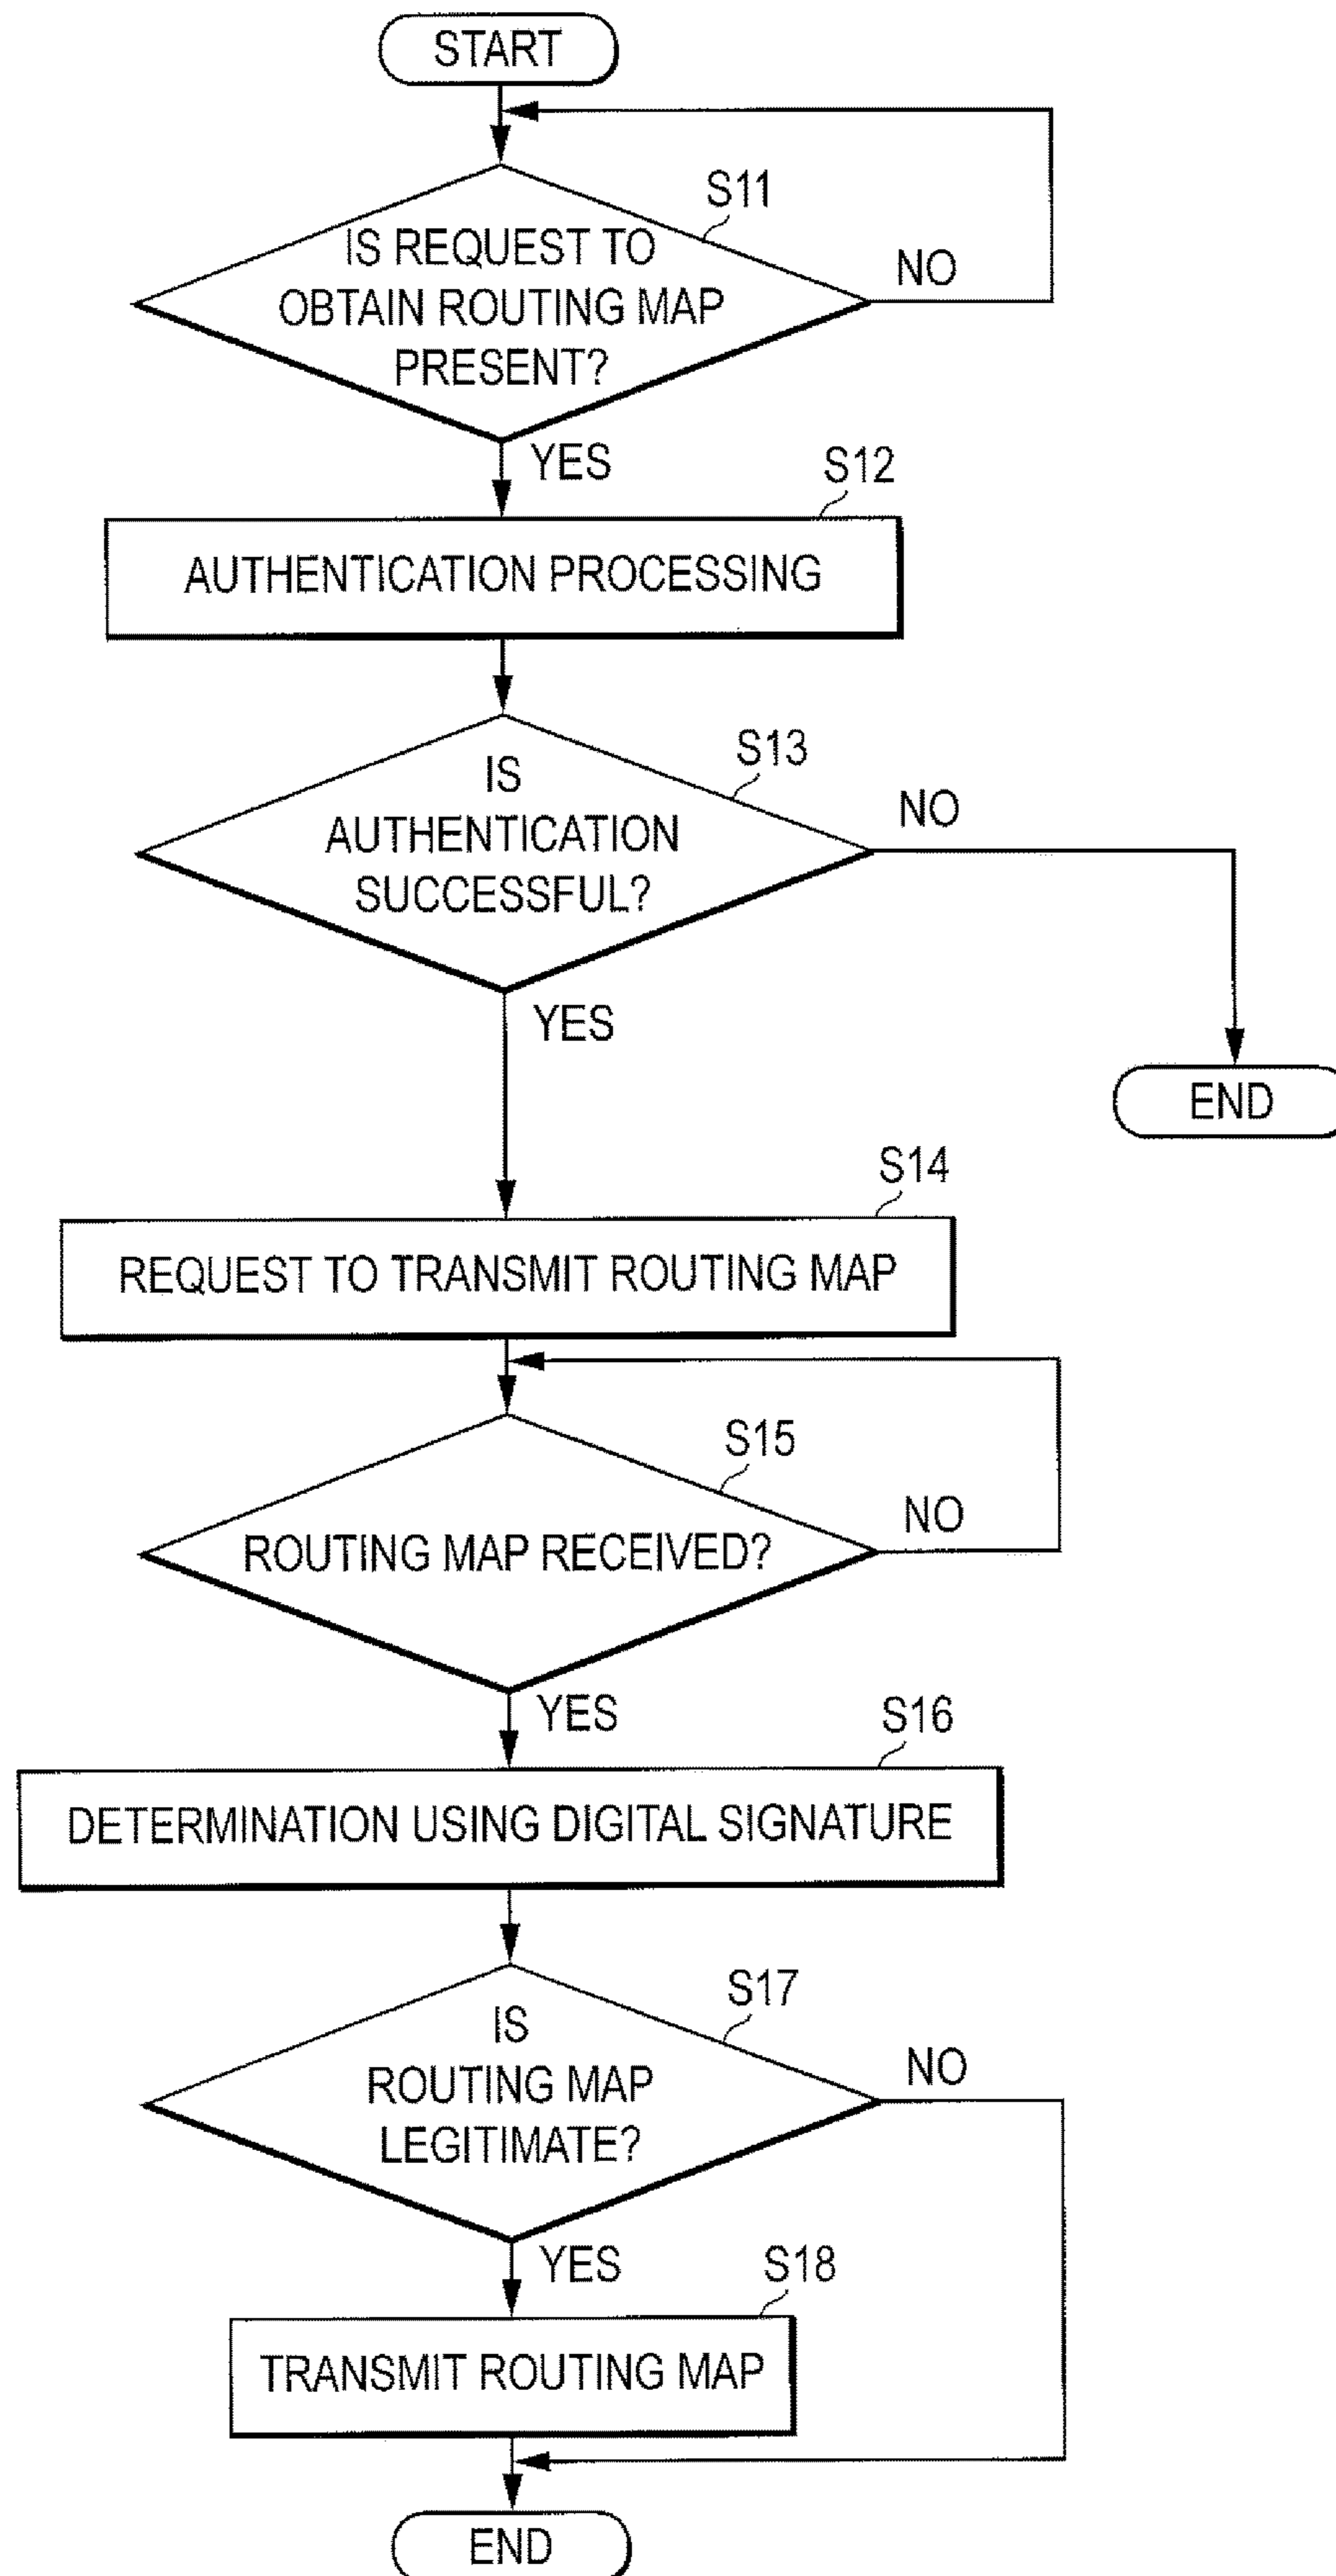 START
S11
IS REQUEST TO
OBTAIN ROUTING MAP
PRESENT?
NO
YES
S12
AUTHENTICATION PROCESSING
S13
IS
AUTHENTICATION
SUCCESSFUL?
NO
YES
END
S14
REQUEST TO TRANSMIT ROUTING MAP
S15
ROUTING MAP RECEIVED?
NO
YES
S16
DETERMINATION USING DIGITAL SIGNATURE
S17
IS
ROUTING MAP
LEGITIMATE?
NO
YES
S18
TRANSMIT ROUTING MAP
END